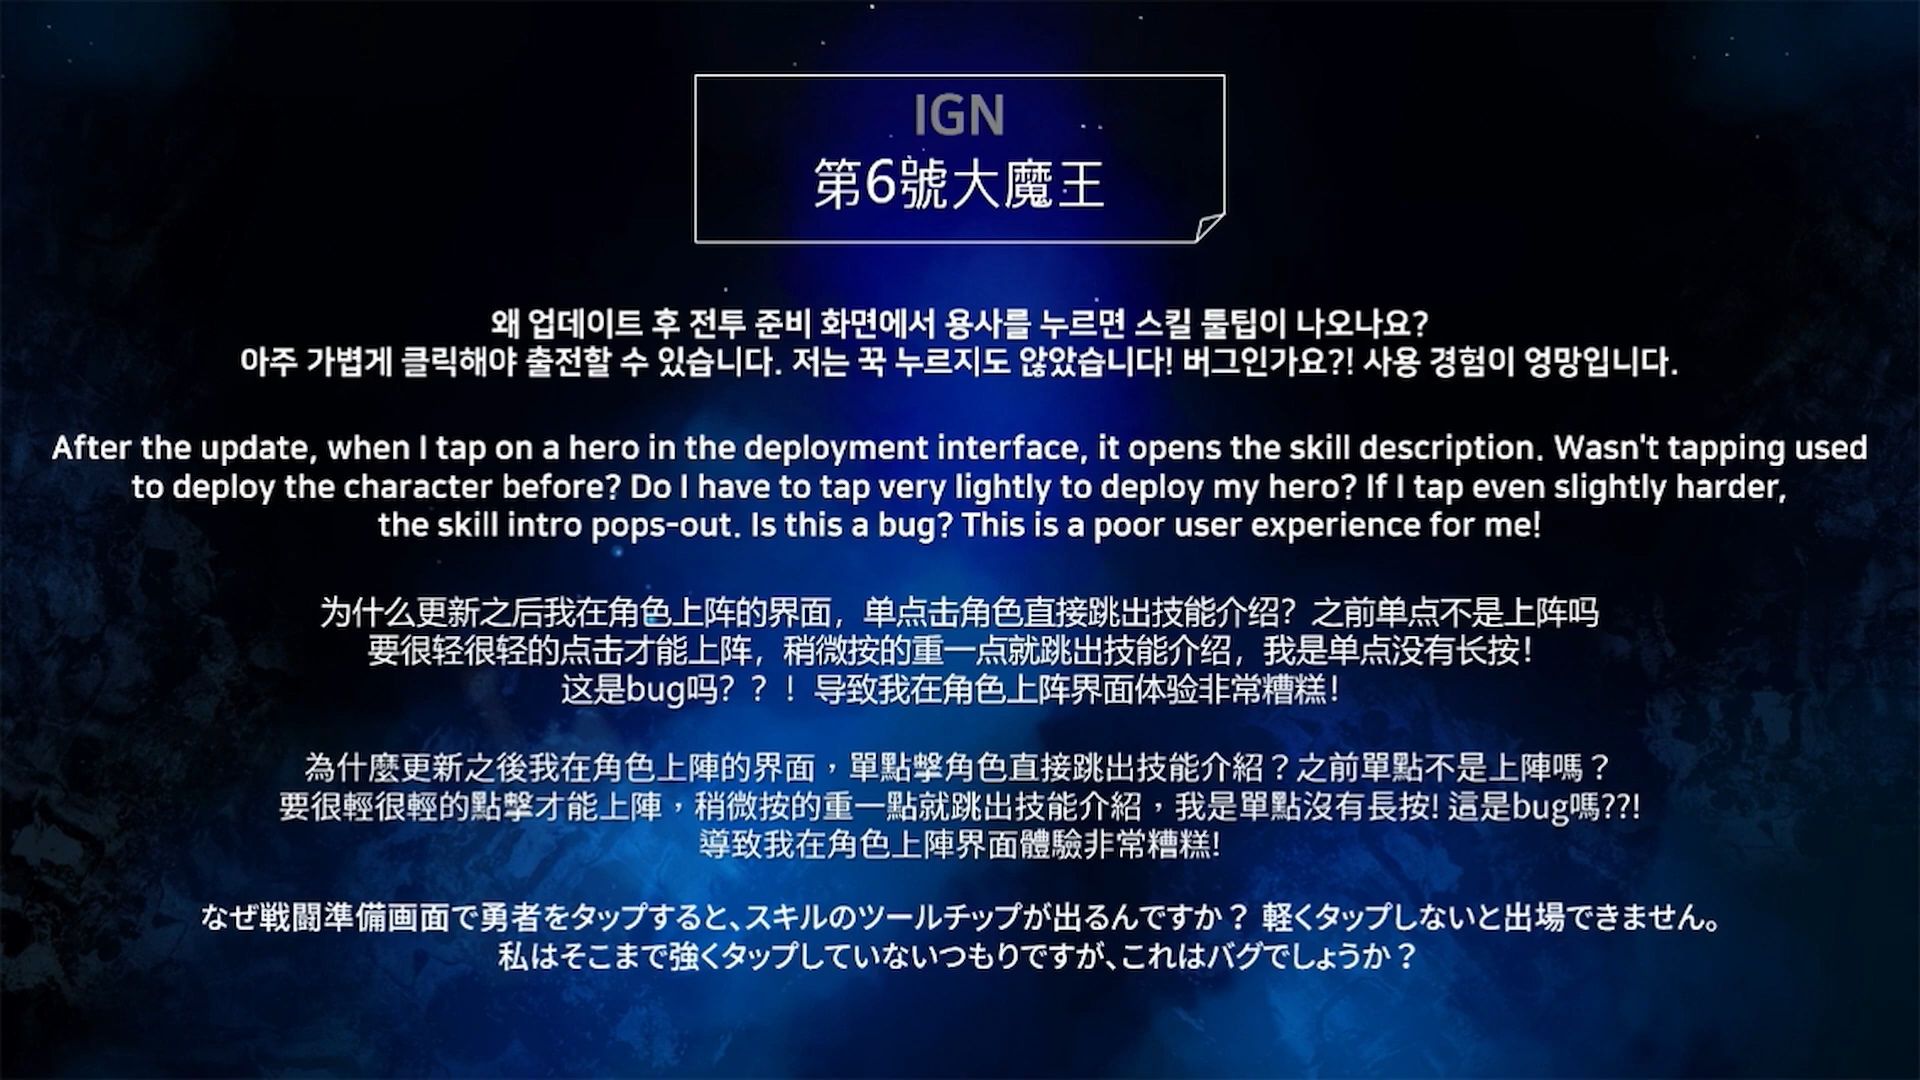 IGN
第6號大魔王
왜 업데이트 후 전투 준비 화면에서 용사를 누르면 스킬 툴팁이 나오나요?
아주 가볍게 클릭해야 출전할 수 있습니다. 저는 꾹 누르지도 않았습니다! 버그인가요?! 사용 경험이 엉망입니다.
After the update, when I tap on a hero in the deployment interface, it opens the skill description. Wasn't tapping used
to deploy the character before? Do I have to tap very lightly to deploy my hero? If I tap even slightly harder,
the skill intro pops-out. Is this a bug? This is a poor user experience for me!
为什么更新之后我在角色上阵的界面，单点击角色直接跳出技能介绍？之前单点不是上阵吗
要很轻很轻的点击才能上阵，稍微按的重一点就跳出技能介绍，我是单点没有长按！
这是bug吗？？！导致我在角色上阵界面体验非常糟糕！
為什麼更新之後我在角色上陣的界面，單點擊角色直接跳出技能介紹？之前單點不是上陣嗎？
要很輕很輕的點擊才能上陣，稍微按的重一點就跳出技能介紹，我是單點沒有長按! 這是bug嗎??!
導致我在角色上陣界面體驗非常糟糕!
なぜ戦闘準備画面で勇者をタップすると、スキルのツールチップが出るんですか？ 軽くタップしないと出場できません。
私はそこまで強くタップしていないつもりですが、これはバグでしょうか？